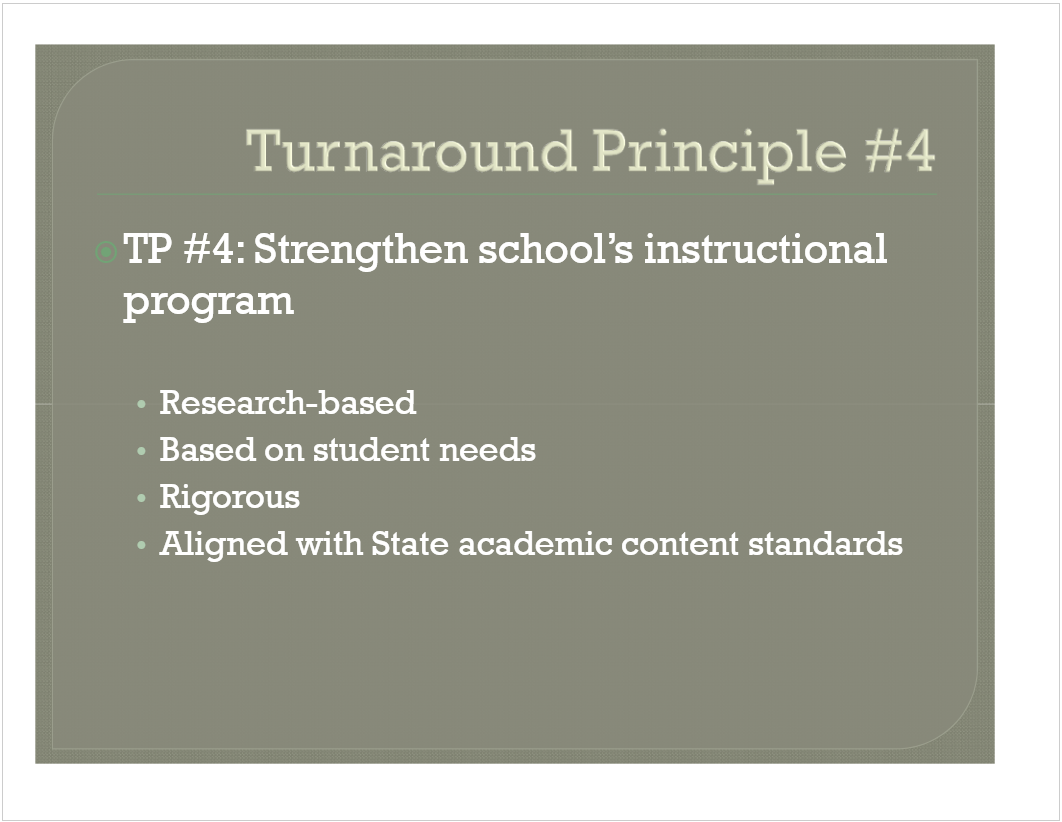 Turnaround Principle #4
TP #4: Strengthen school’s instructional
program
• Research-based
• Based on student needs
• Rigorous
• Aligned with State academic content standards